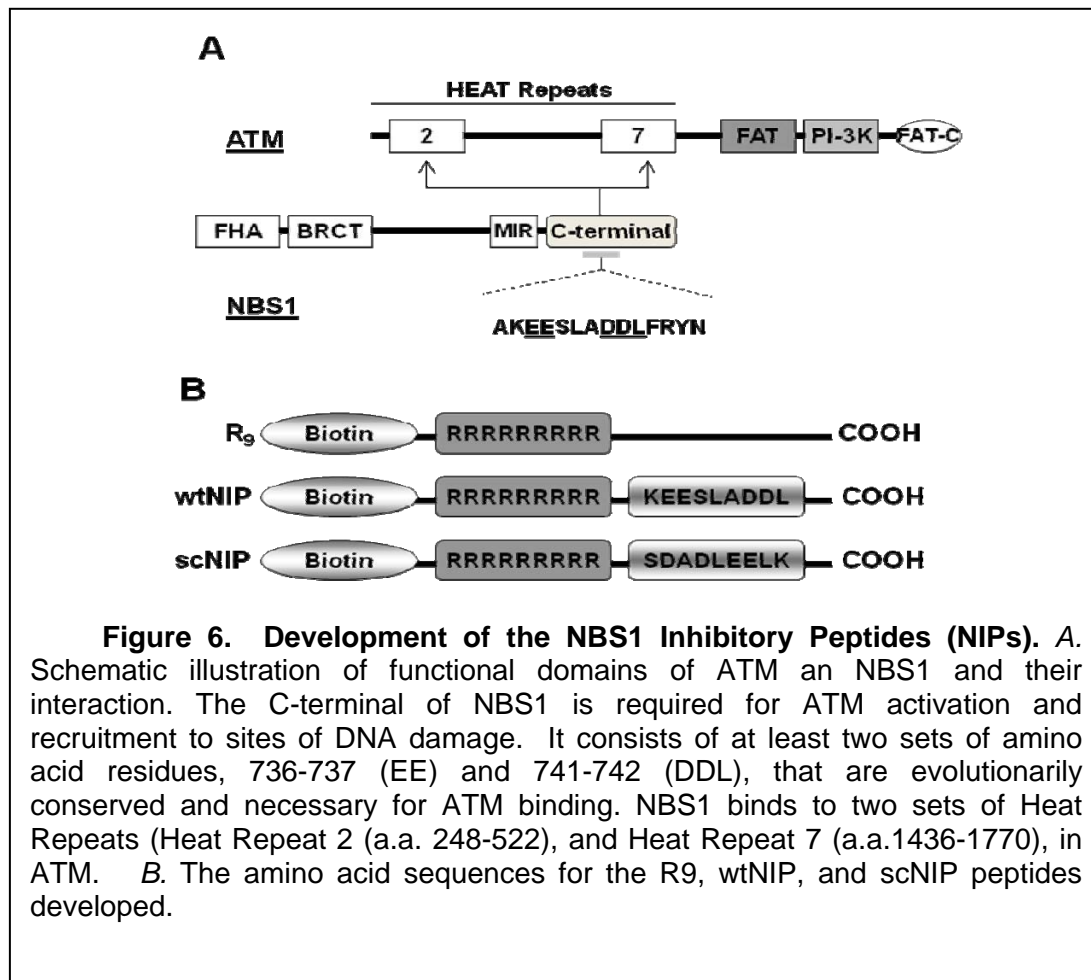 A
HEAT Repeats
ATM
2
7
FAT
PI-3K
FAT-C
FHA
BRCT
MIR
C-terminal
NBS1
AKEESLADDLFRYN
B
R9 Biotin RRRRRRRRR COOH
wtNIP Biotin RRRRRRRRR KEESLADDL COOH
scNIP Biotin RRRRRRRRR SDADLEELK COOH
Figure 6. Development of the NBS1 Inhibitory Peptides (NIPs). A.
Schematic illustration of functional domains of ATM an NBS1 and their
interaction. The C-terminal of NBS1 is required for ATM activation and
recruitment to sites of DNA damage. It consists of at least two sets of amino
acid residues, 736-737 (EE) and 741-742 (DDL), that are evolutionarily
conserved and necessary for ATM binding. NBS1 binds to two sets of Heat
Repeats (Heat Repeat 2 (a.a. 248-522), and Heat Repeat 7 (a.a.1436-1770), in
ATM. B. The amino acid sequences for the R9, wtNIP, and scNIP peptides
developed.